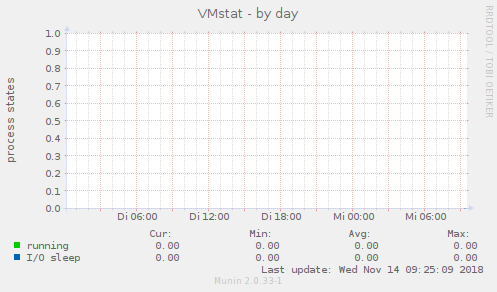 VMstat - by day
RRDTOOL / TOBI OETIKER
process states
1.0
0.9
0.8
0.7
0.6
0.5
0.4
0.3
0.2
0.1
0.0
Di 06:00 Di 12:00 Di 18:00 Mi 00:00 Mi 06:00
Cur: Min: Avg: Max:
running 0.00 0.00 0.00 0.00
I/O sleep 0.00 0.00 0.00 0.00
Last update: Wed Nov 14 09:25:09 2018
Munin 2.0.33-1